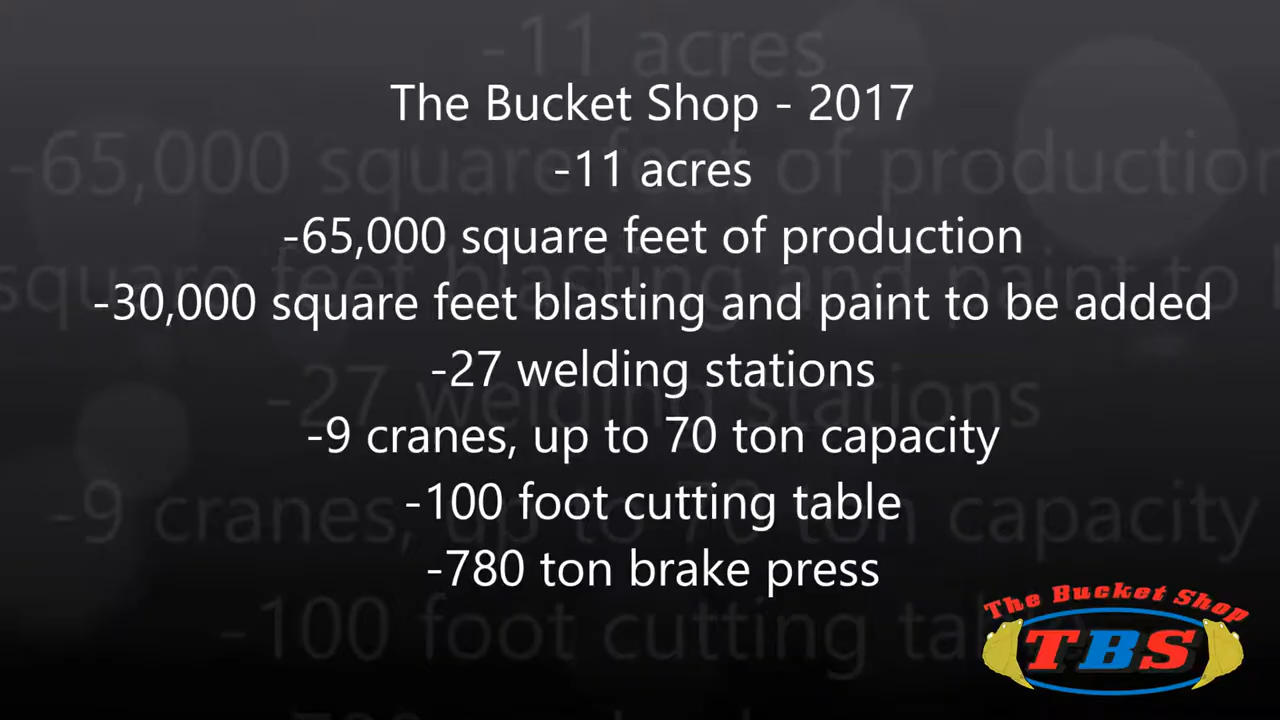 The Bucket Shop - 2017
-11 acres
-65,000 square feet of production
-30,000 square feet blasting and paint to be added
-27 welding stations
-9 cranes, up to 70 ton capacity
-100 foot cutting table
-780 ton brake press
The Bucket Shop
TBS